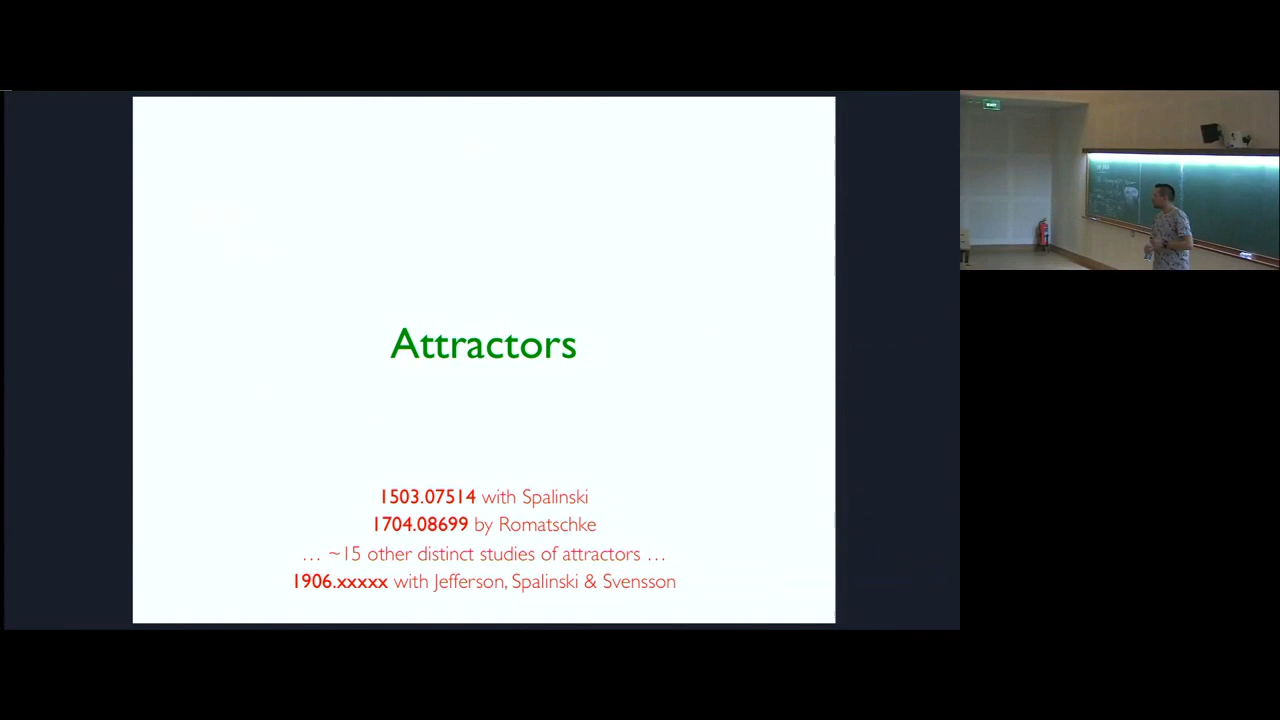 Attractors
1503.07514 with Spalinski
1704.08699 by Romatschke
… ~15 other distinct studies of attractors …
1906.xxxxx with Jefferson, Spalinski & Svensson